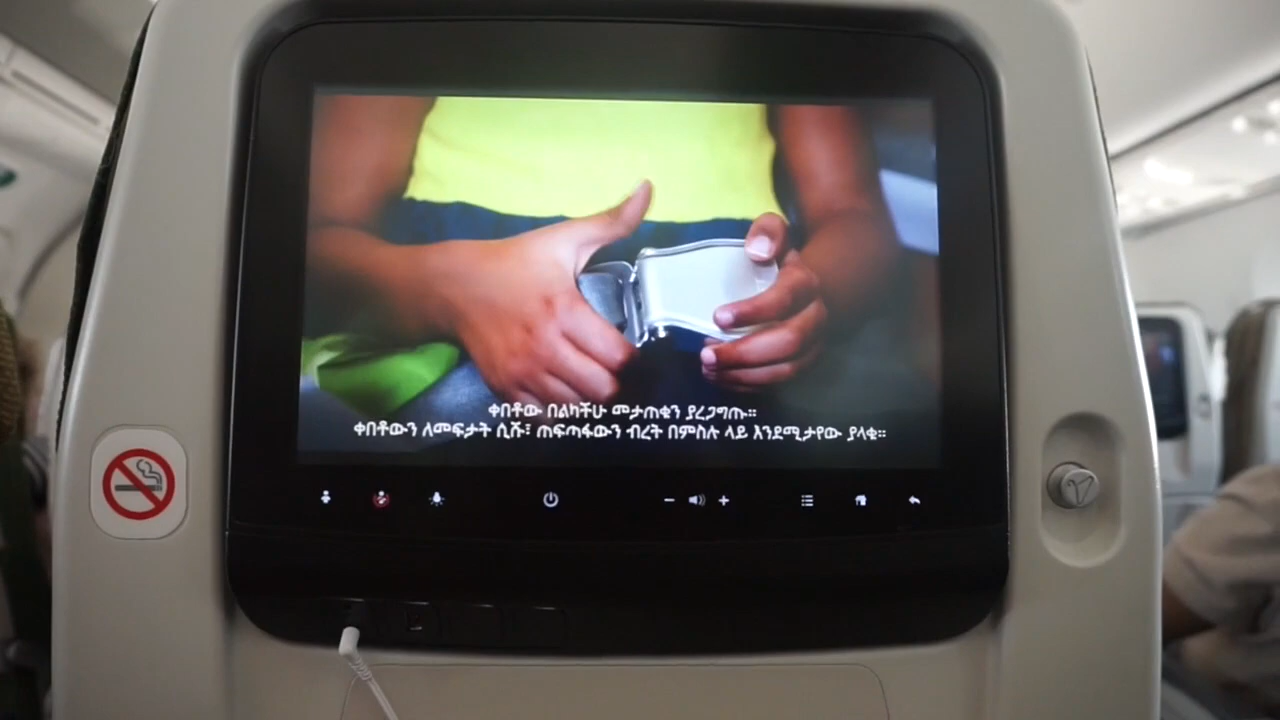 ቀበቶው በልካችሁ መታጠቁን ያረጋግጡ።
ቀበቶውን ለመፍታት ሲሹ፣ ጠፍጣፋውን ብረት በምስሉ ላይ እንደሚታየው ያላቁ።